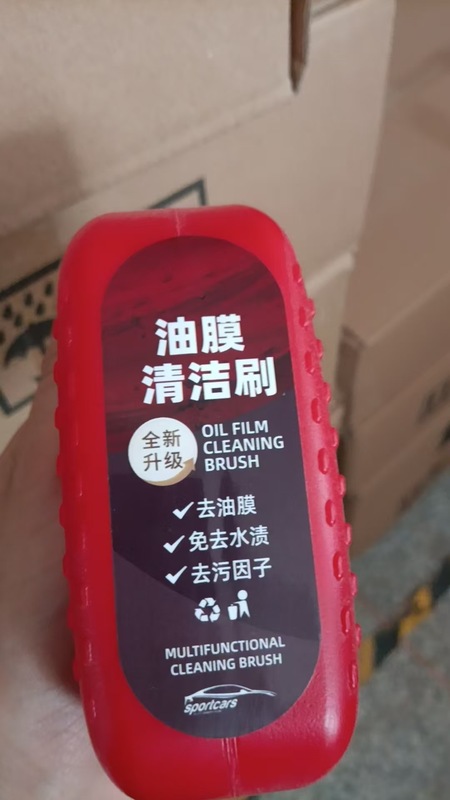 油膜
清洁刷
全新
升级
OIL FILM
CLEANING
BRUSH
去油膜
免去水渍
去污因子
MULTIFUNCTIONAL
CLEANING BRUSH
sportcars